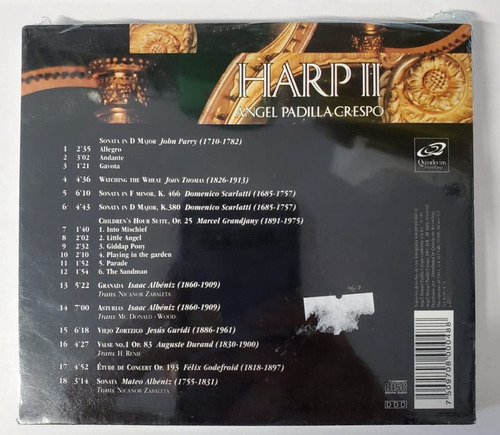 HARP II
ANGEL PADILLA CRESPO
Quindecim
SONATA IN D MAJOR John Parry (1710-1782)
1 2'35 Allegro
2 3'02 Andante
3 1'21 Gavota
4 4'36 WATCHING THE WHEAT JOHN THOMAS (1826-1913)
5 6'10 SONATA IN F MINOR, K. 466 Domenico Scarlatti (1685-1757)
6 4'43 SONATA IN D MAJOR, K.380 Domenico Scarlatti (1685-1757)
CHILDREN'S HOUR SUITE, OP. 25 Marcel Grandjany (1891-1975)
7 1'40 1. Into Mischief
8 2'02 2. Little Angel
9 2'32 3. Giddap Pony
10 2'10 4. Playing in the garden
11 1'52 5. Parade
12 1'54 6. The Sandman
13 5'22 GRANADA Isaac Albéniz (1860-1909)
Trans. NICANOR ZABALETA
14 7'00 ASTURIAS Isaac Albéniz (1860-1909)
Trans. MC. DONALD - WOOD
15 6'18 VIEJO ZORTZICO Jesús Guridi (1886-1961)
16 4'27 VALSE NO.1 OP. 83 Auguste Durand (1830-1900)
Trans. H. RENIE
17 4'52 ÉTUDE DE CONCERT OP. 193 Félix Godefroid (1818-1897)
18 3'14 SONATA Mateo Albéniz (1755-1831)
Trans. NICANOR ZABALETA
COMPACT disc DIGITAL AUDIO
DDD
7 509708 000488